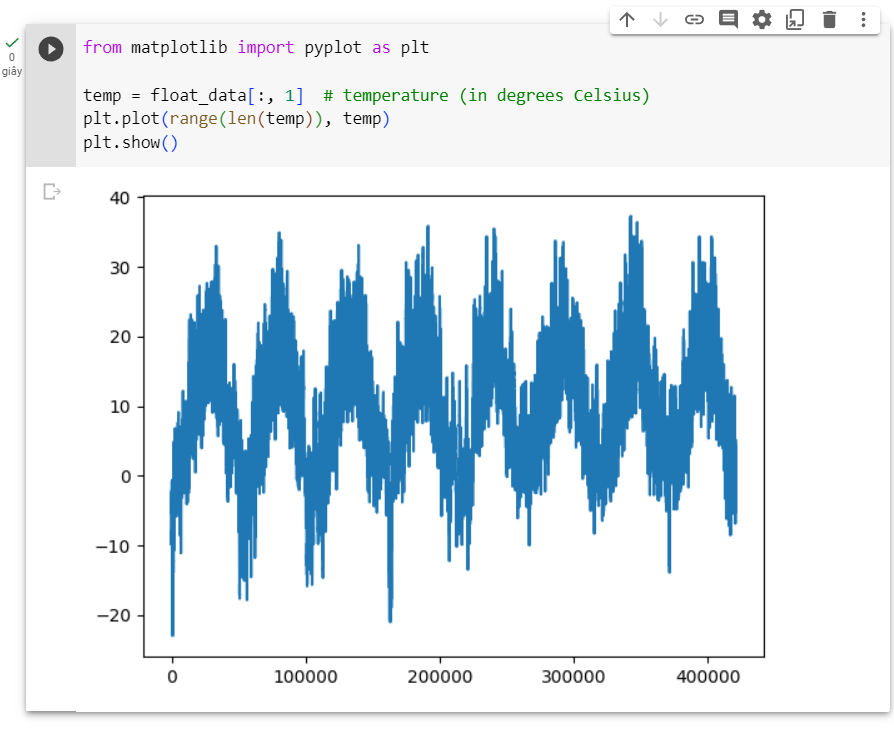 from matplotlib import pyplot as plt
temp = float_data[:, 1]  # temperature (in degrees Celsius)
plt.plot(range(len(temp)), temp)
plt.show()
0
giây
40
30
20
10
0
−10
−20
0 100000 200000 300000 400000